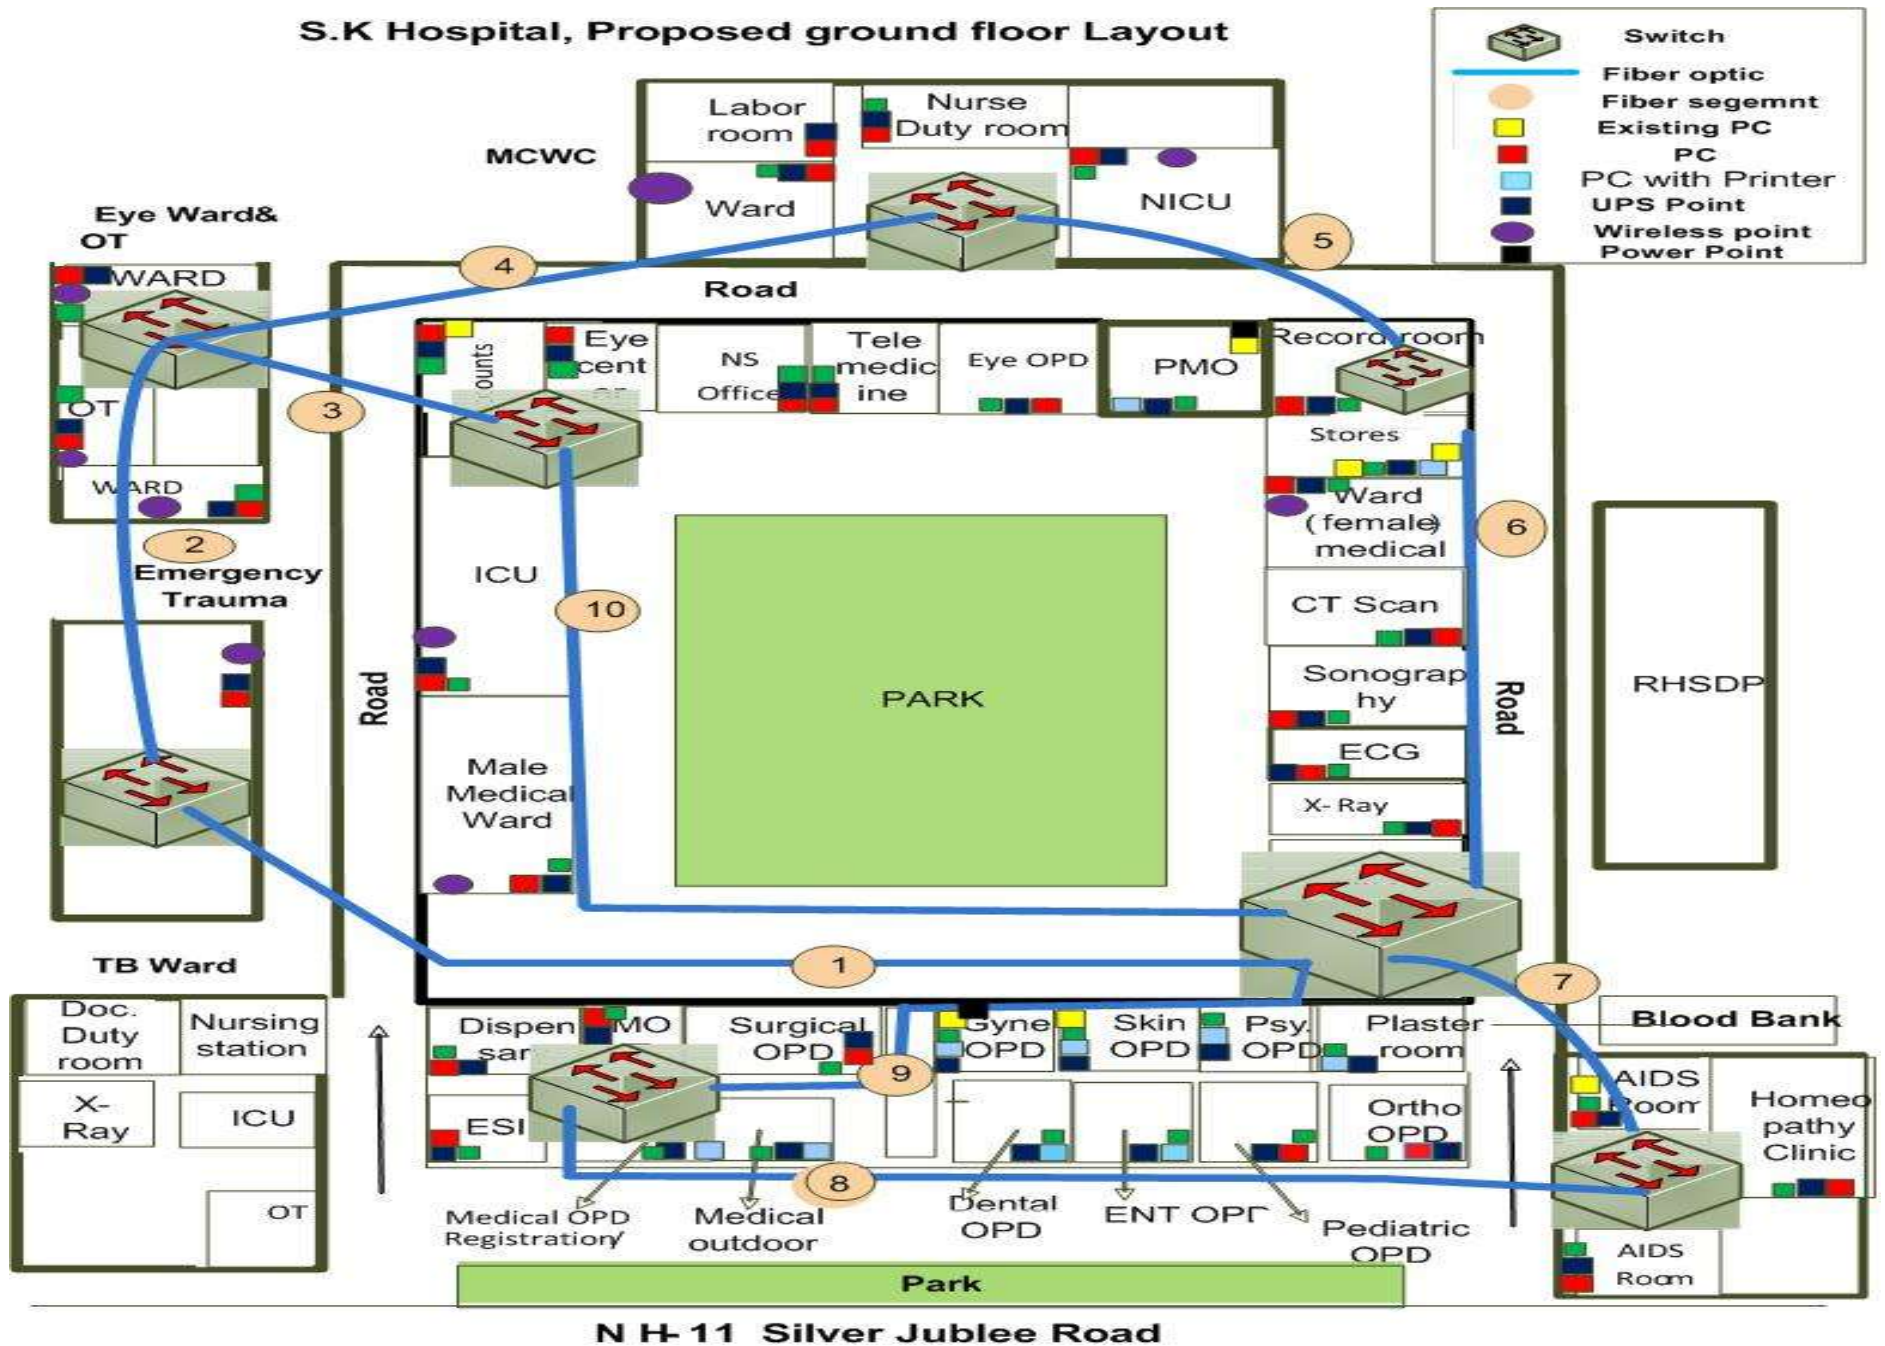 S.K Hospital, Proposed ground floor Layout
Switch
Fiber optic
Fiber segemnt
Existing PC
PC
PC with Printer
UPS Point
Wireless point
Power Point
MCWC
Labor
room
Nurse
Duty room
Ward
NICU
5
4
Eye Ward&
OT
WARD
OT
WARD
3
2
Road
ounts
Eye
cent
NS
Office
Tele
medic
ine
Eye OPD
PMO
Record room
Stores
Ward
(female)
medical
6
CT Scan
Sonograp
hy
ECG
X- Ray
Road
RHSDP
ICU
10
Road
Male
Medical
Ward
PARK
Emergency
Trauma
1
7
TB Ward
Doc.
Duty
room
Nursing
station
X-
Ray
ICU
OT
Dispen
sar
MO
Surgical
OPD
9
Gyne
OPD
Skin
OPD
Psy.
OPD
Plaster
room
Blood Bank
ESI
Ortho
OPD
AIDS
Room
Homeo
pathy
Clinic
8
Medical OPD
Registration/
Medical
outdoor
Dental
OPD
ENT OPD
Pediatric
OPD
AIDS
Room
Park
N H-11 Silver Jublee Road